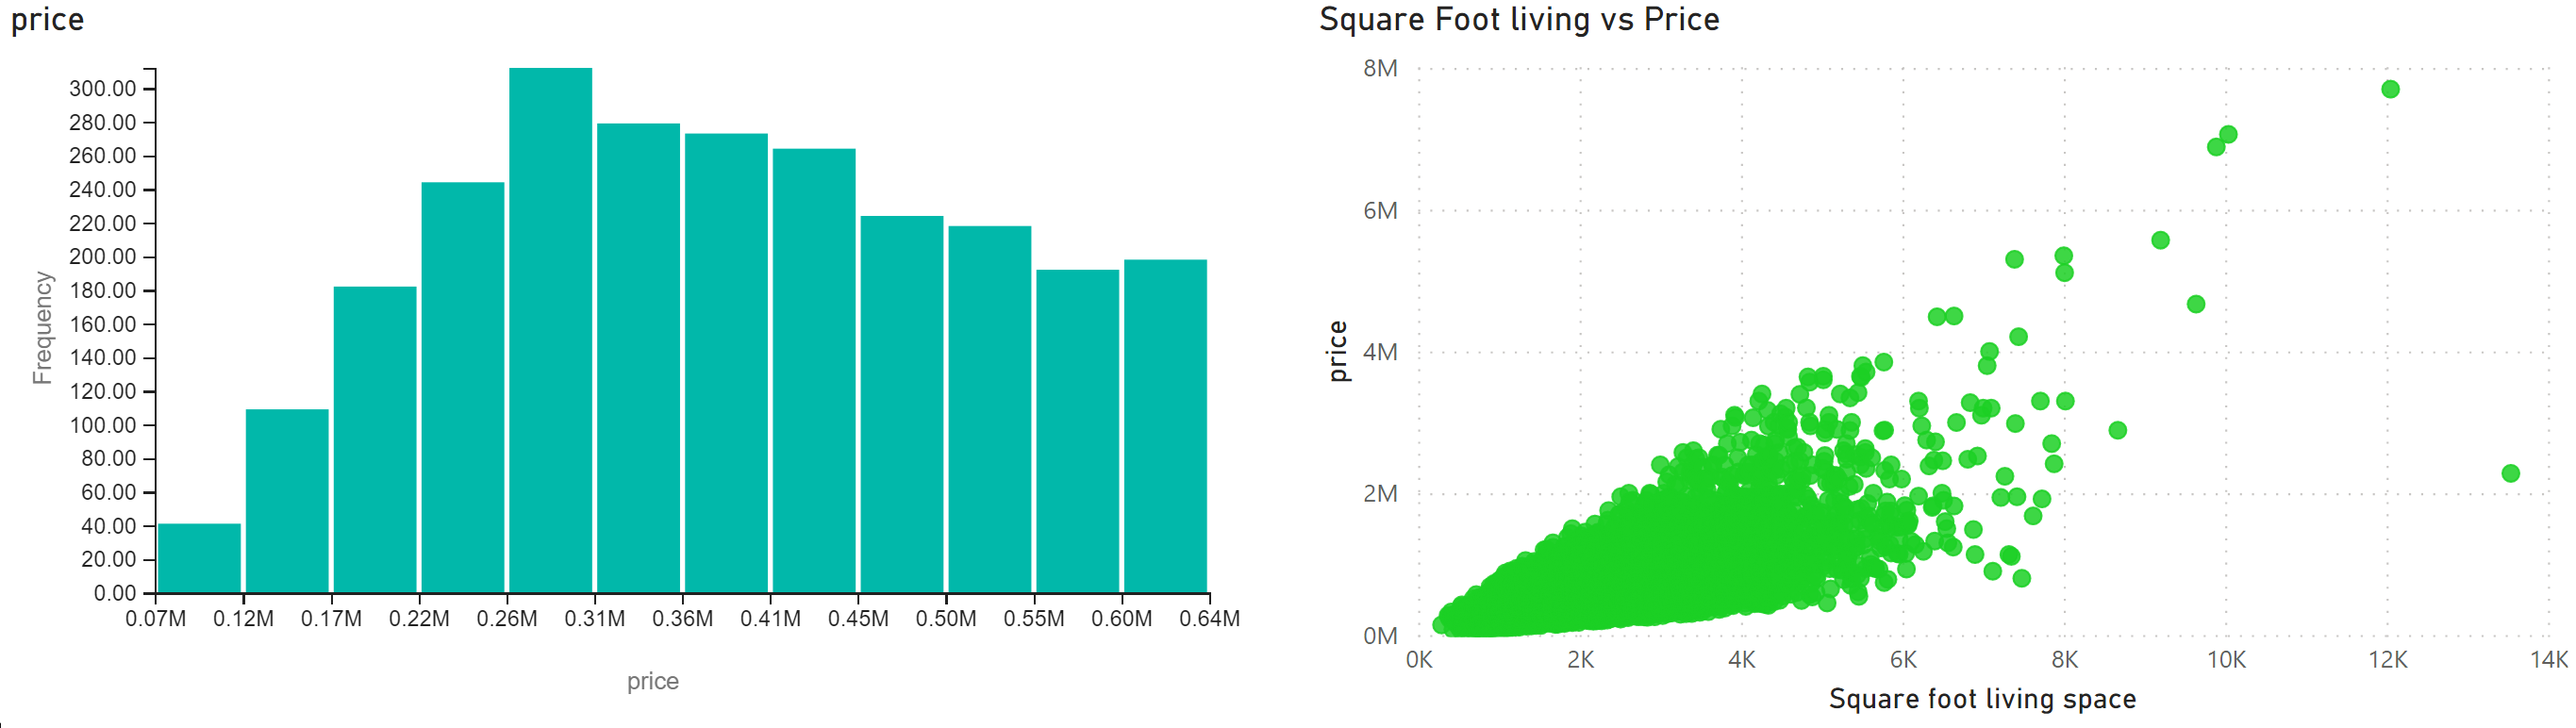 price
300.00
280.00
260.00
240.00
220.00
200.00
180.00
160.00
140.00
120.00
100.00
80.00
60.00
40.00
20.00
0.00
Frequency
0.07M 0.12M 0.17M 0.22M 0.26M 0.31M 0.36M 0.41M 0.45M 0.50M 0.55M 0.60M 0.64M
price
Square Foot living vs Price
8M
6M
4M
2M
0M
price
0K 2K 4K 6K 8K 10K 12K 14K
Square foot living space